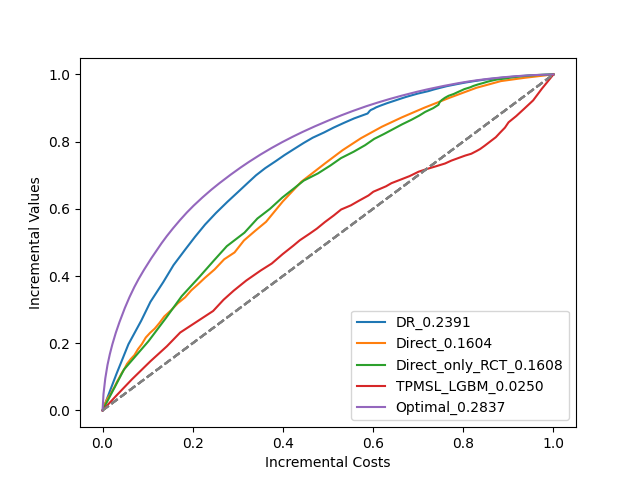 1.0
0.8
0.6
0.4
0.2
0.0
Incremental Values
0.0 0.2 0.4 0.6 0.8 1.0
Incremental Costs
DR_0.2391
Direct_0.1604
Direct_only_RCT_0.1608
TPMSL_LGBM_0.0250
Optimal_0.2837